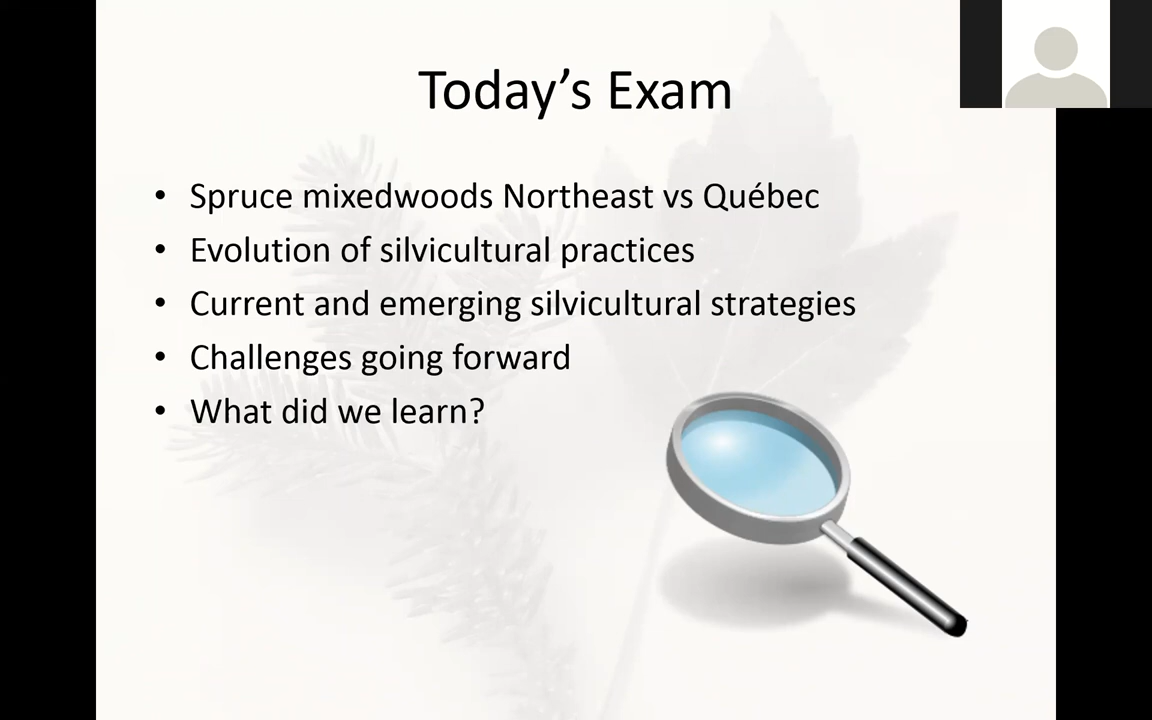 Today’s Exam
• Spruce mixedwoods Northeast vs Québec
• Evolution of silvicultural practices
• Current and emerging silvicultural strategies
• Challenges going forward
• What did we learn?